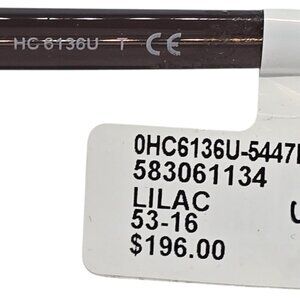 HC 6136U T CE
0HC6136U-5447
583061134
LILAC
53-16
$196.00